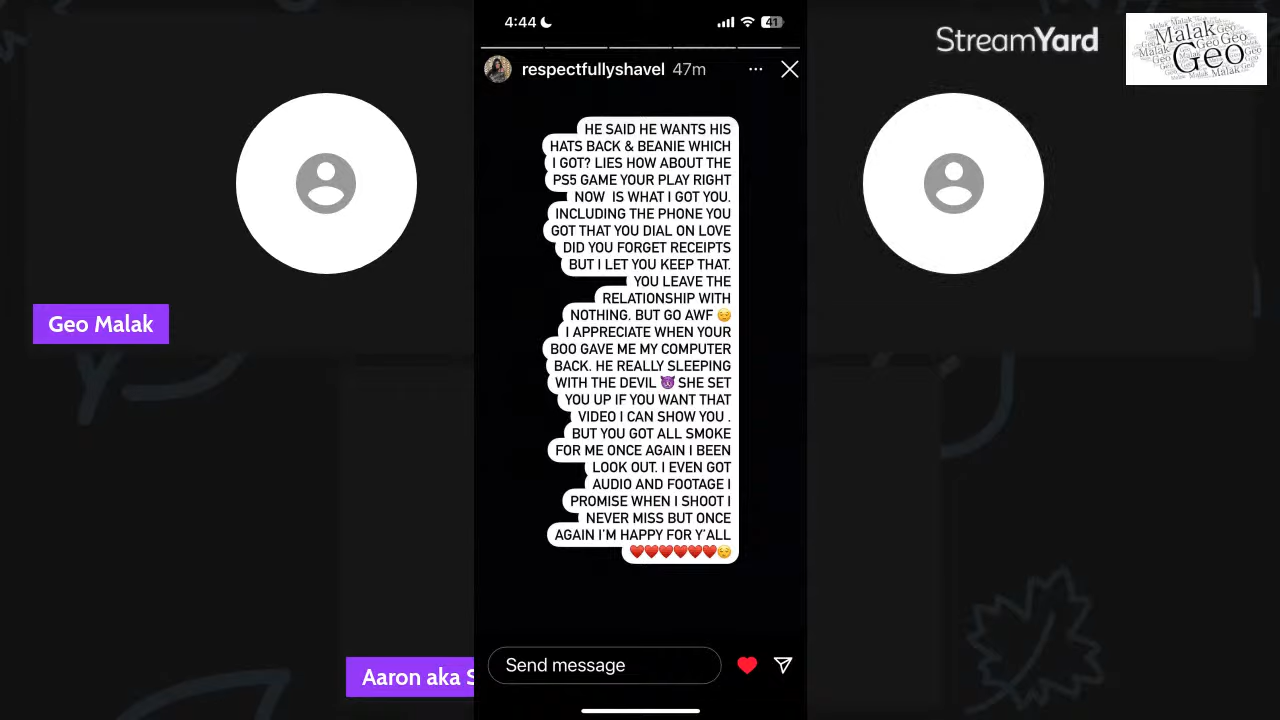 4:44
41
StreamYard
Malak
Geo
respectfullyshavel 47m
HE SAID HE WANTS HIS
HATS BACK & BEANIE WHICH
I GOT? LIES HOW ABOUT THE
PS5 GAME YOUR PLAY RIGHT
NOW IS WHAT I GOT YOU.
INCLUDING THE PHONE YOU
GOT THAT YOU DIAL ON LOVE
DID YOU FORGET RECEIPTS
BUT I LET YOU KEEP THAT.
YOU LEAVE THE
RELATIONSHIP WITH
NOTHING. BUT GO AWF 😏
I APPRECIATE WHEN YOUR
BOO GAVE ME MY COMPUTER
BACK. HE REALLY SLEEPING
WITH THE DEVIL 😈 SHE SET
YOU UP IF YOU WANT THAT
VIDEO I CAN SHOW YOU .
BUT YOU GOT ALL SMOKE
FOR ME ONCE AGAIN I BEEN
LOOK OUT. I EVEN GOT
AUDIO AND FOOTAGE I
PROMISE WHEN I SHOOT I
NEVER MISS BUT ONCE
AGAIN I'M HAPPY FOR Y'ALL
❤️❤️❤️❤️❤️❤️😌
Geo Malak
Aaron aka S
Send message